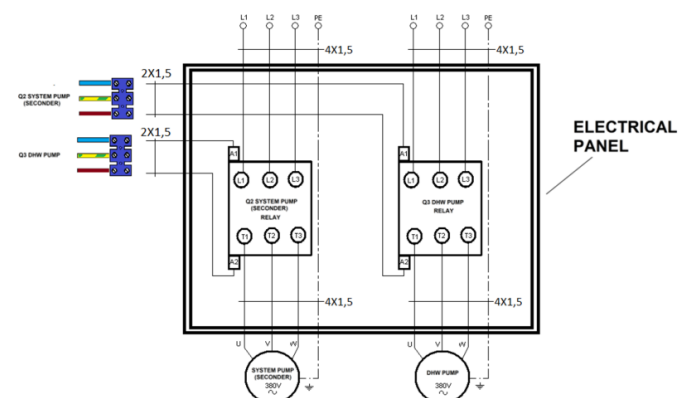 L1 L2 L3 PE
L1 L2 L3 PE
4X1,5
4X1,5
2X1,5
Q2 SYSTEM PUMP
(SECONDER)
2X1,5
Q3 DHW PUMP
ELECTRICAL
PANEL
A1
A1
L1 L2 L3
L1 L2 L3
Q2 SYSTEM PUMP
(SECONDER)
RELAY
Q3 DHW PUMP
RELAY
T1 T2 T3
T1 T2 T3
A2
A2
4X1,5
4X1,5
U V W
U V W
SYSTEM PUMP
(SECONDER)
380V
DHW PUMP
380V